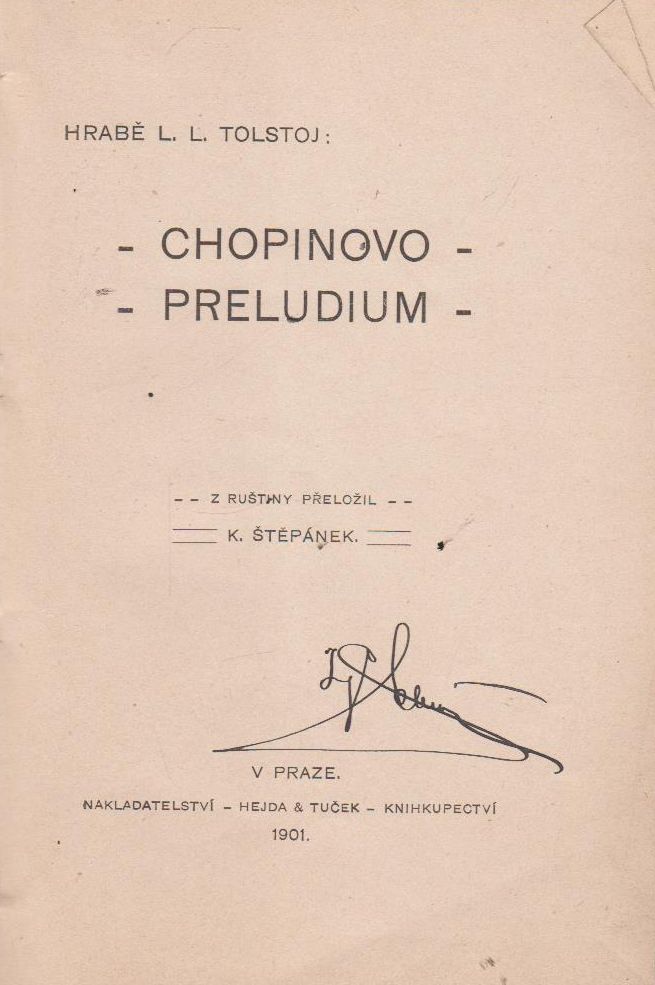 HRABĚ L. L. TOLSTOJ:
- CHOPINOVO -
- PRELUDIUM -
-- Z RUŠTINY PŘELOŽIL --
K. ŠTĚPÁNEK.
V PRAZE.
NAKLADATELSTVÍ - HEJDA & TUČEK - KNIHKUPECTVÍ
1901.